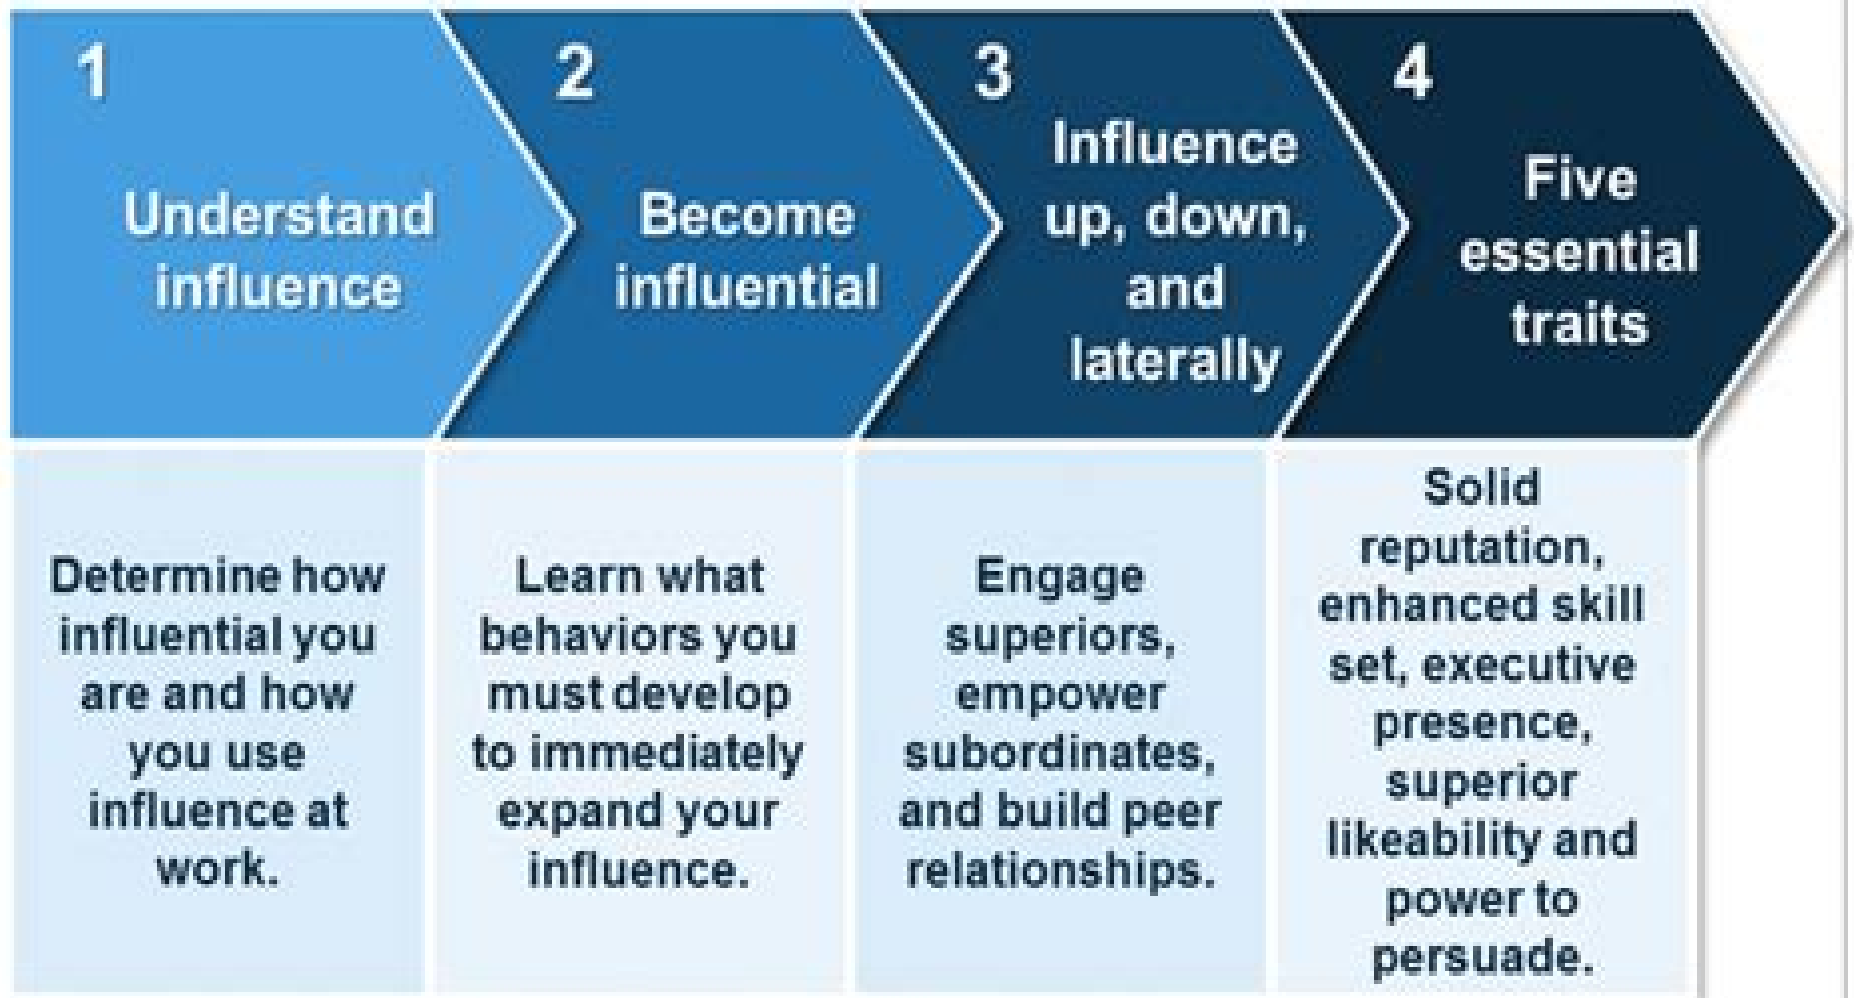 1
Understand
influence
2
Become
influential
3
Influence
up, down,
and
laterally
4
Five
essential
traits
Determine how
influential you
are and how
you use
influence at
work.
Learn what
behaviors you
must develop
to immediately
expand your
influence.
Engage
superiors,
empower
subordinates,
and build peer
relationships.
Solid
reputation,
enhanced skill
set, executive
presence,
superior
likeability and
power to
persuade.